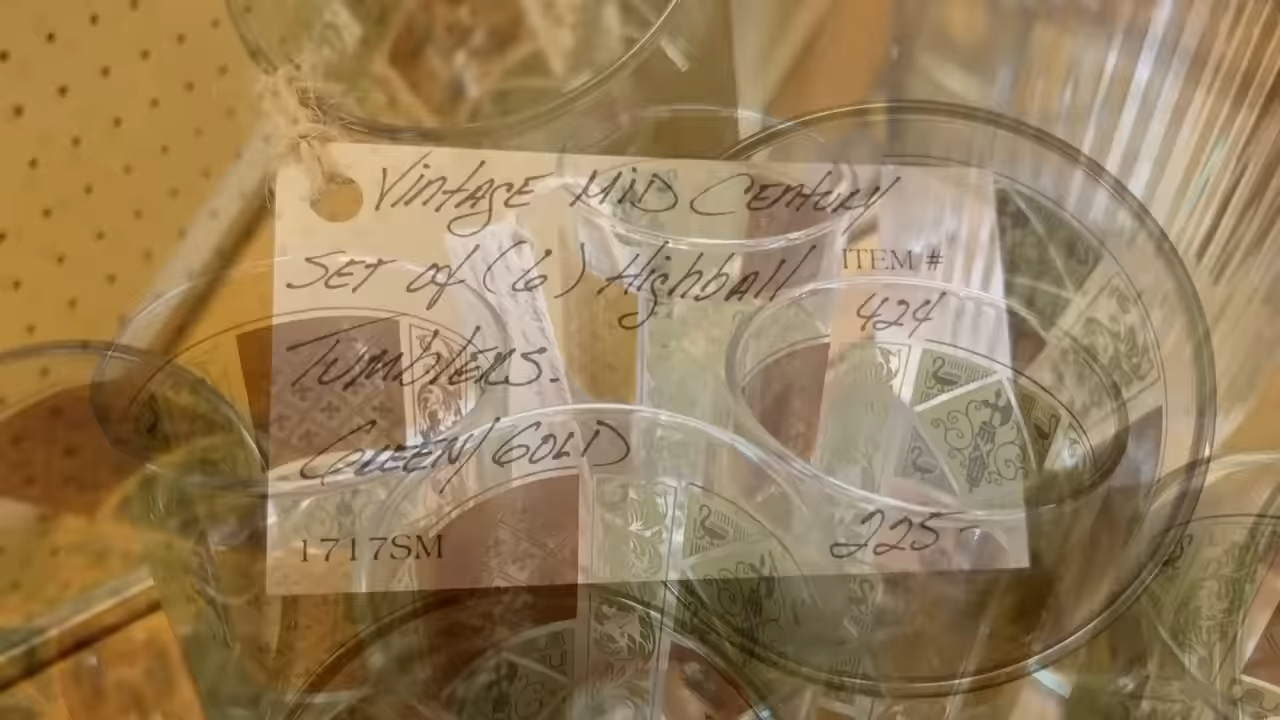 Vintage Mid Century
Set of (6) Highball
Tumblers.
Green/Gold
ITEM #
424
1717SM
225-